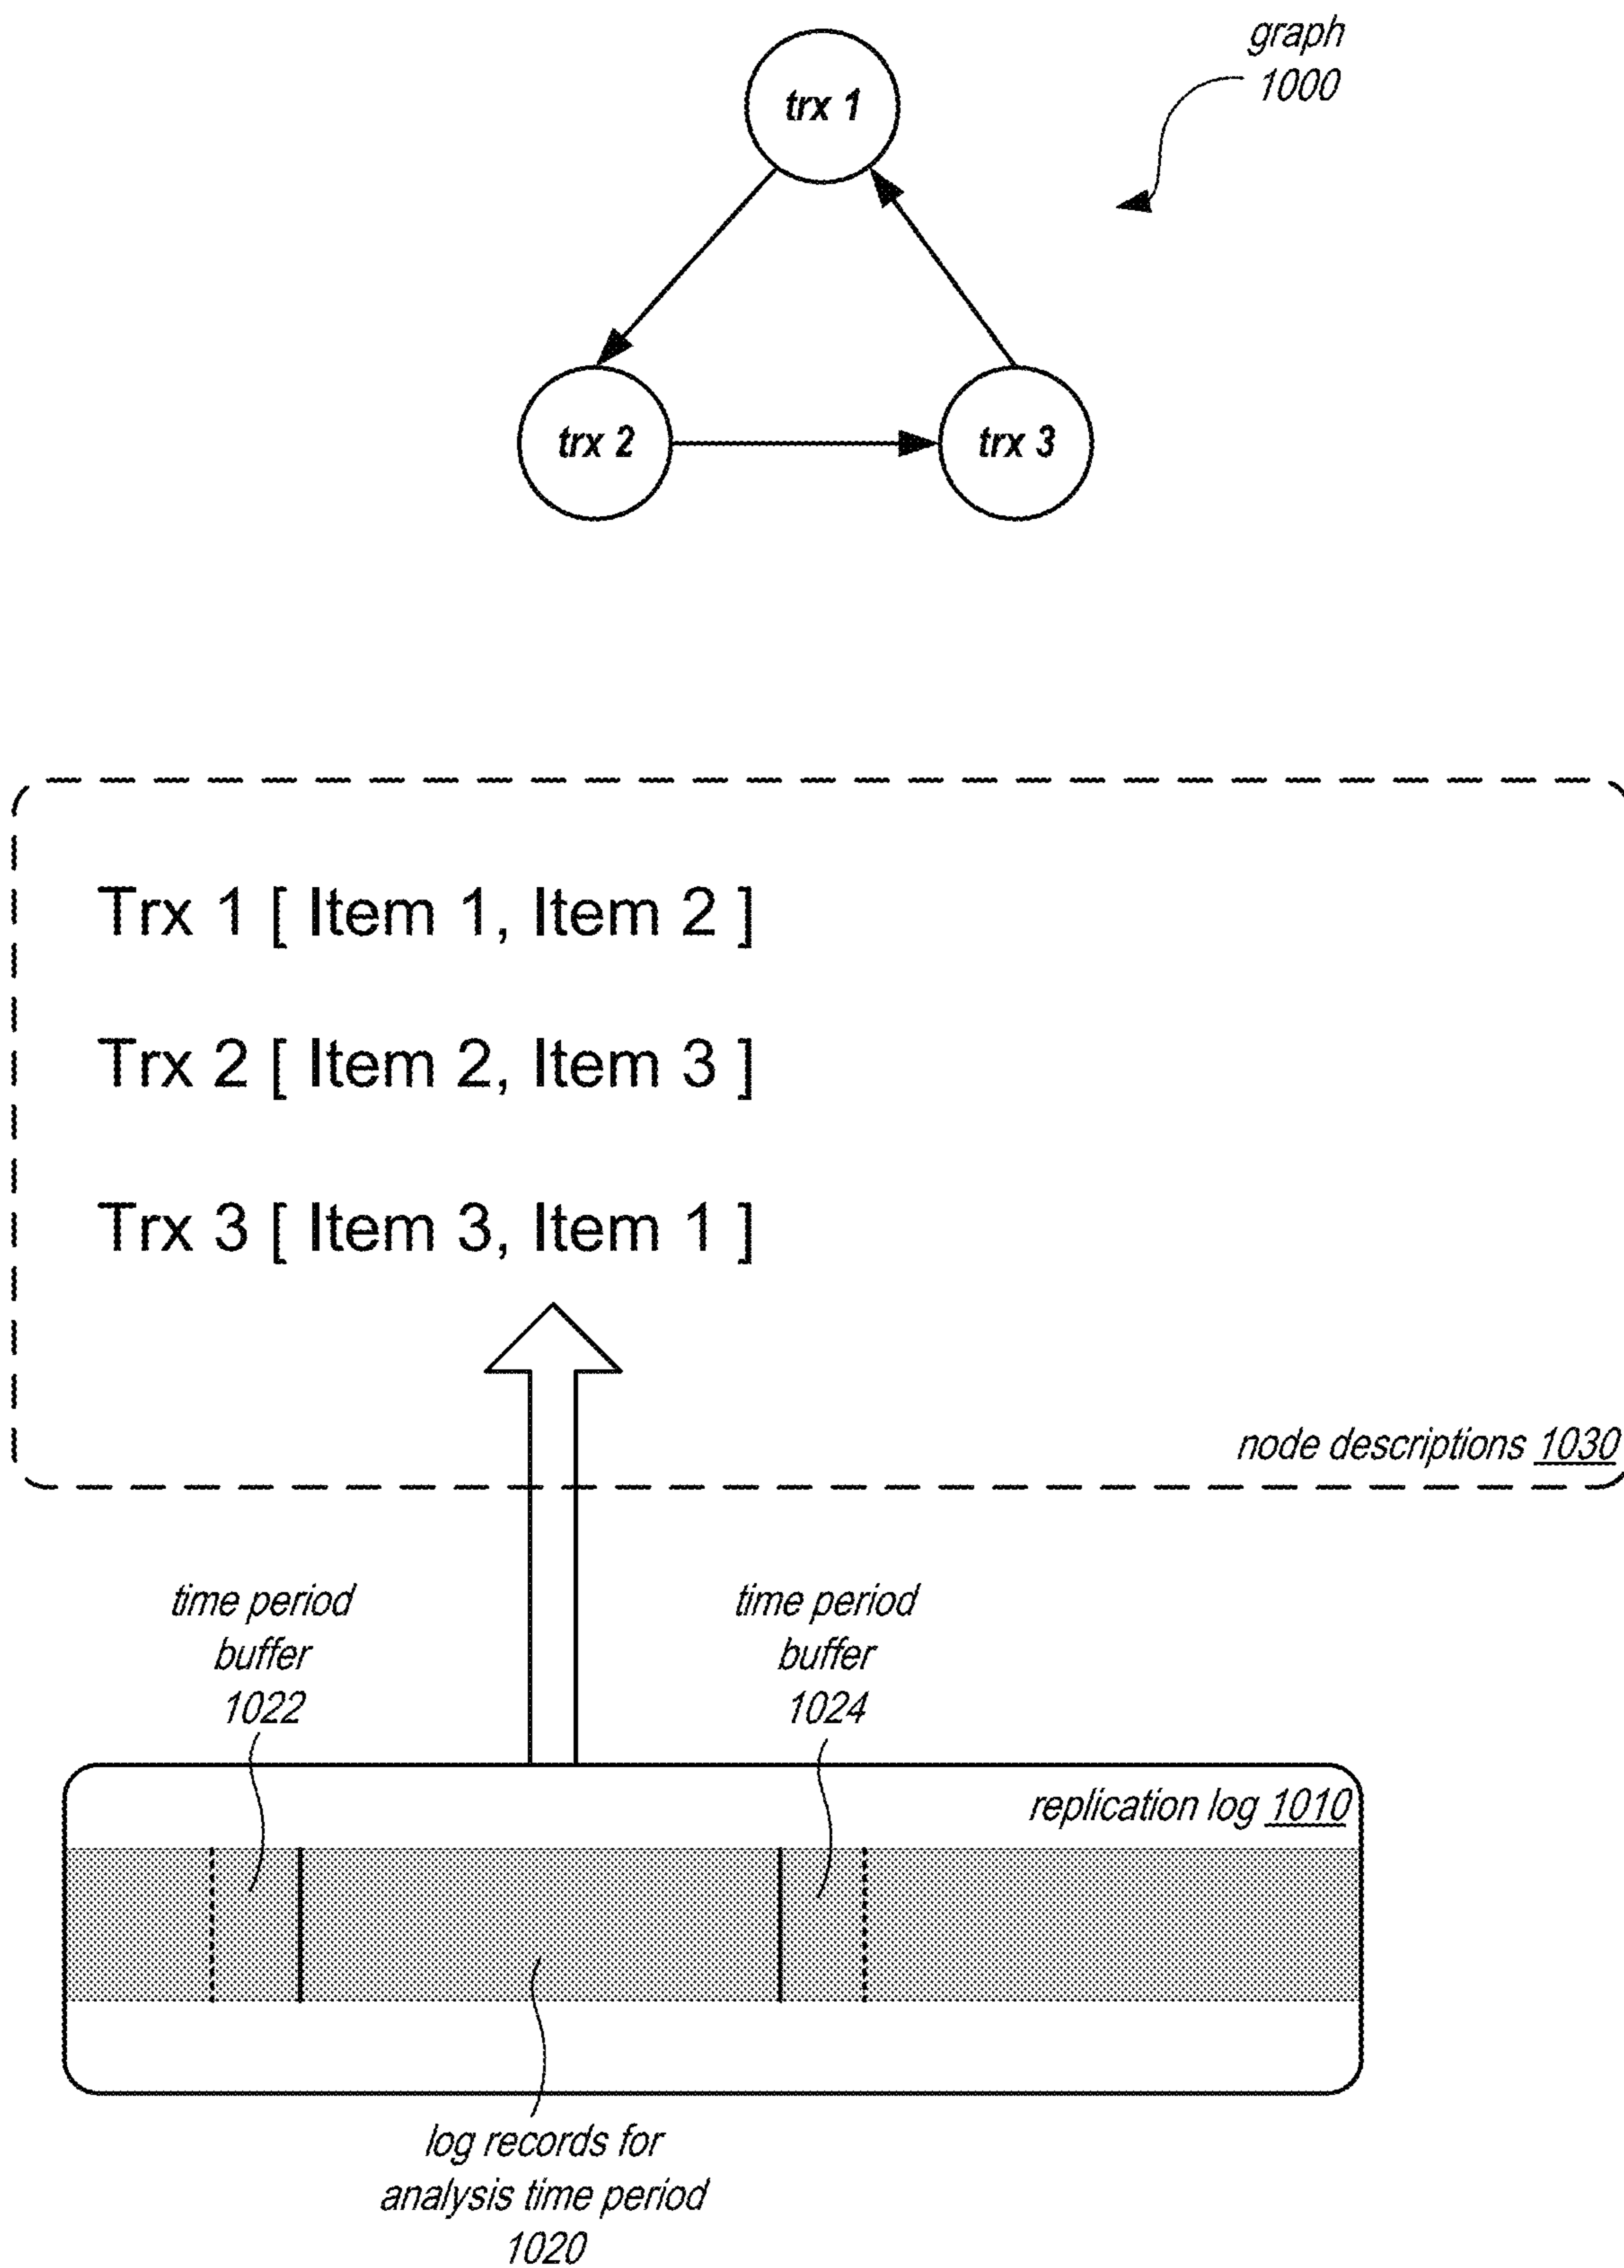 graph
1000
trx 1
trx 2
trx 3
Trx 1 [ Item 1, Item 2 ]
Trx 2 [ Item 2, Item 3 ]
Trx 3 [ Item 3, Item 1 ]
node descriptions 1030
time period
buffer
1022
time period
buffer
1024
replication log 1010
log records for
analysis time period
1020